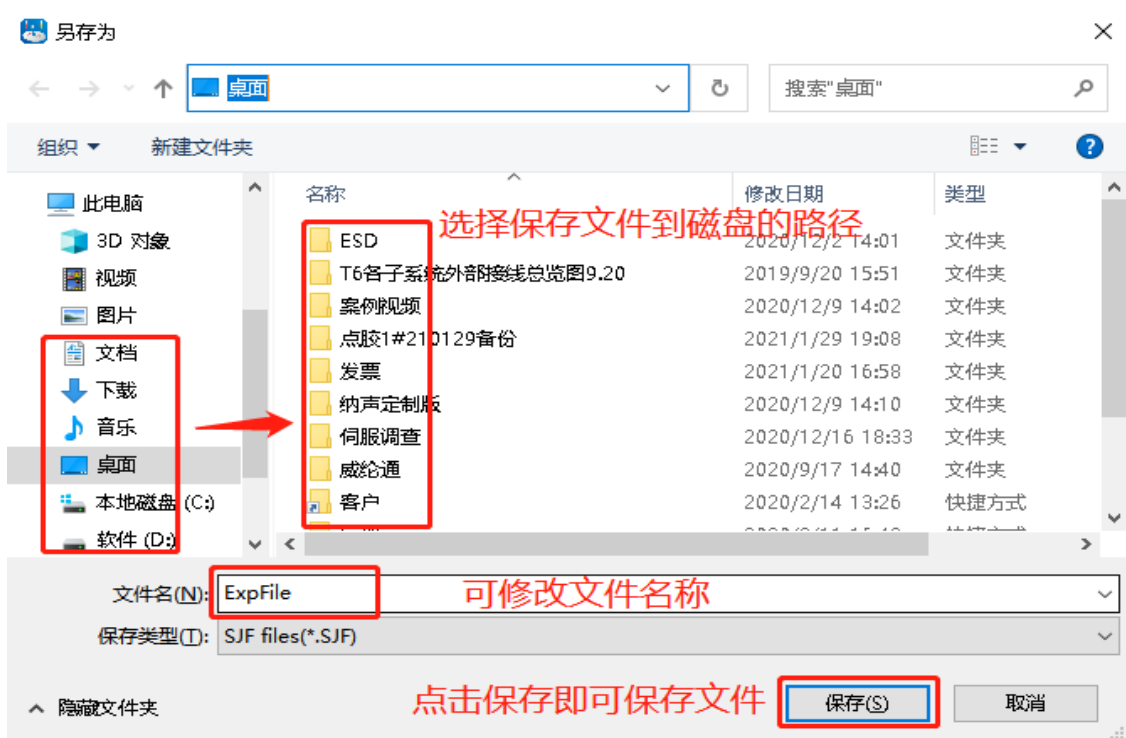 另存为
桌面
搜索"桌面"
组织
新建文件夹
名称
修改日期
类型
选择保存文件到磁盘的路径
此电脑
3D 对象
视频
图片
文档
下载
音乐
桌面
本地磁盘 (C:)
软件 (D:)
ESD 2020/12/2 14:01 文件夹
T6各子系统外部接线总览图9.20 2019/9/20 15:51 文件夹
案例视频 2020/12/9 14:02 文件夹
点胶1#210129备份 2021/1/29 19:08 文件夹
发票 2021/1/20 16:58 文件夹
纳声定制版 2020/12/9 14:10 文件夹
伺服调查 2020/12/16 18:33 文件夹
威纶通 2020/9/17 14:40 文件夹
客户 2020/2/14 13:26 快捷方式
文件名(N): ExpFile
可修改文件名称
保存类型(T): SJF files(*.SJF)
隐藏文件夹
点击保存即可保存文件
保存(S)
取消